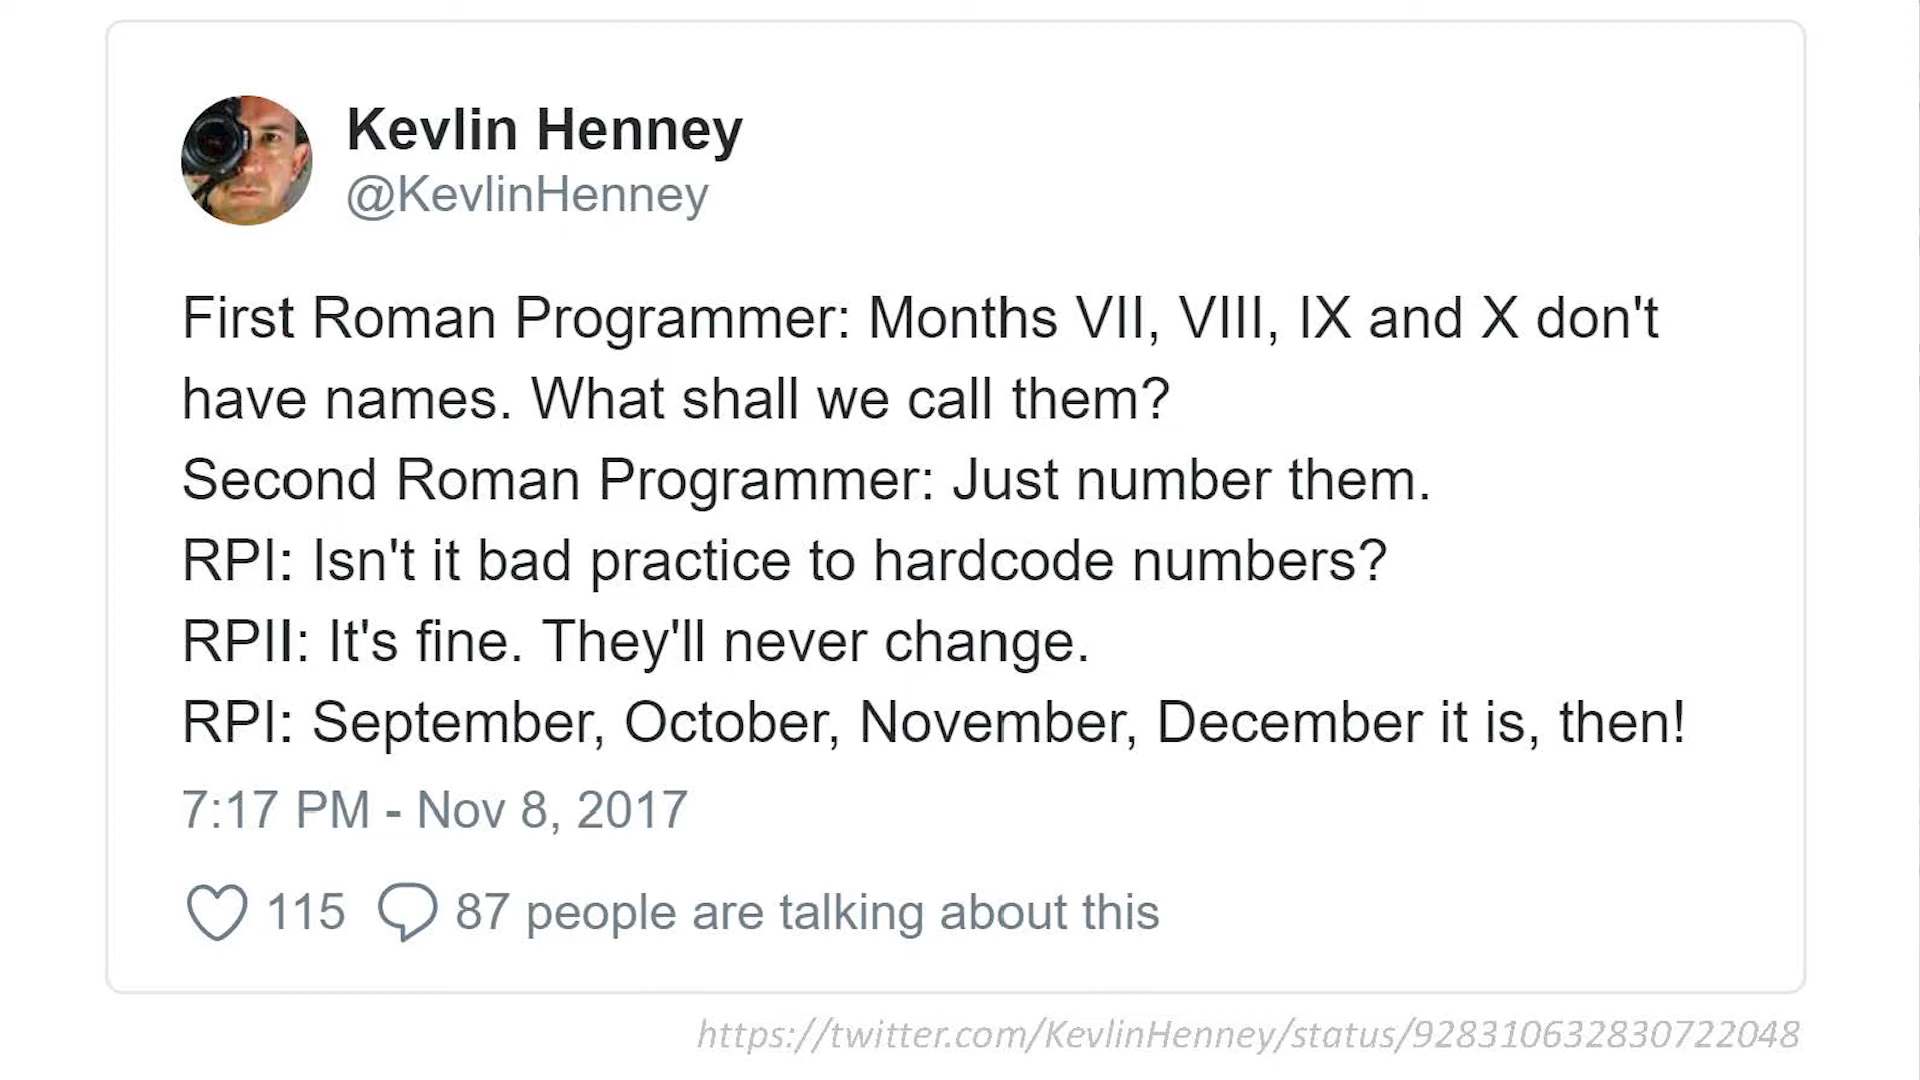 Kevlin Henney
@KevlinHenney
First Roman Programmer: Months VII, VIII, IX and X don't
have names. What shall we call them?
Second Roman Programmer: Just number them.
RPI: Isn't it bad practice to hardcode numbers?
RPII: It's fine. They'll never change.
RPI: September, October, November, December it is, then!
7:17 PM - Nov 8, 2017
115 87 people are talking about this
https://twitter.com/KevlinHenney/status/928310632830722048